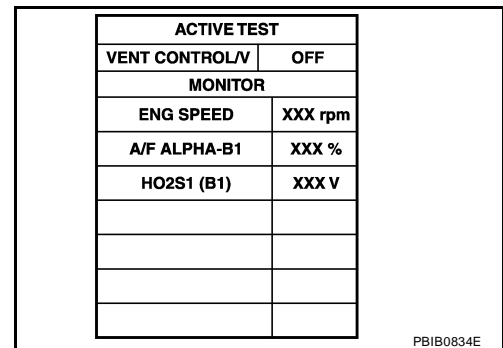 ACTIVE TEST
VENT CONTROL/V OFF
MONITOR
ENG SPEED XXX rpm
A/F ALPHA-B1 XXX %
HO2S1 (B1) XXX V
PBIB0834E